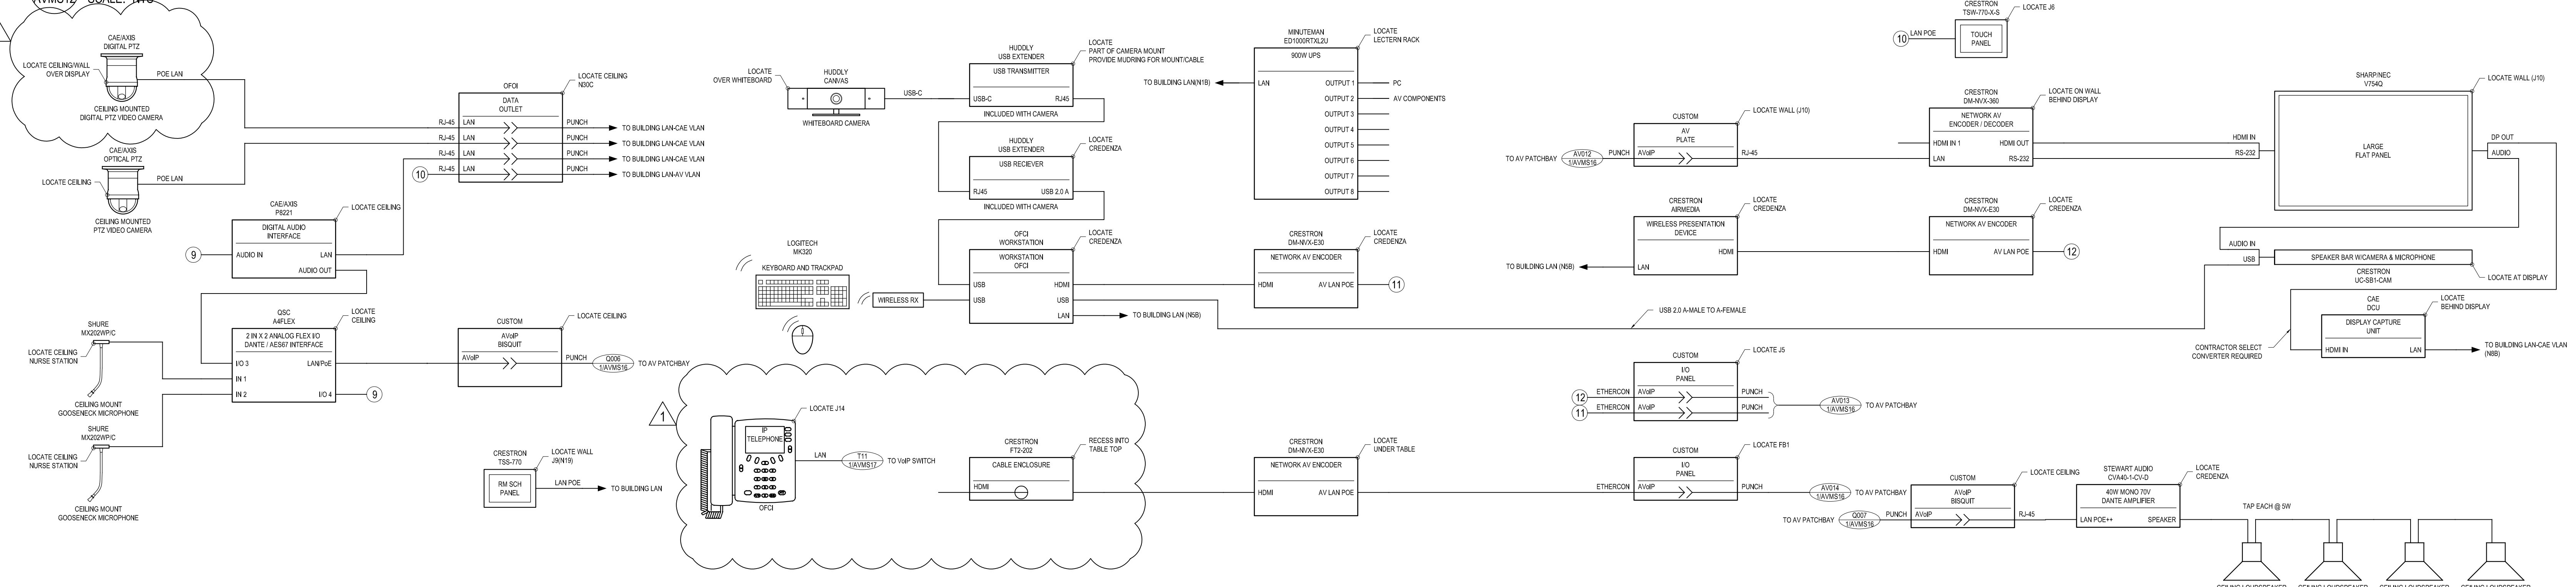 AVMS12 SCALE: NTS
CAE/AXIS
DIGITAL PTZ
LOCATE CEILING/WALL
OVER DISPLAY
POE LAN
CEILING MOUNTED
DIGITAL PTZ VIDEO CAMERA
CAE/AXIS
OPTICAL PTZ
LOCATE CEILING
POE LAN
CEILING MOUNTED
PTZ VIDEO CAMERA
CAE/AXIS
P8221
LOCATE CEILING
DIGITAL AUDIO
INTERFACE
9
AUDIO IN
LAN
AUDIO OUT
QSC
A4FLEX
LOCATE
CEILING
2 IN X 2 ANALOG FLEX I/O
DANTE / AES67 INTERFACE
I/O 3
LAN/PoE
IN 1
IN 2
I/O 4
9
SHURE
MX202WP/C
LOCATE CEILING
NURSE STATION
CEILING MOUNT
GOOSENECK MICROPHONE
SHURE
MX202WP/C
LOCATE CEILING
NURSE STATION
CEILING MOUNT
GOOSENECK MICROPHONE
OFOI
LOCATE CEILING
N30C
DATA
OUTLET
RJ-45 LAN PUNCH TO BUILDING LAN-CAE VLAN
RJ-45 LAN PUNCH TO BUILDING LAN-CAE VLAN
RJ-45 LAN PUNCH TO BUILDING LAN-CAE VLAN
10 RJ-45 LAN PUNCH TO BUILDING LAN-AV VLAN
CUSTOM
LOCATE CEILING
AVoIP
BISQUIT
AVoIP
PUNCH
Q006
1/AVMS16
TO AV PATCHBAY
CRESTRON
TSS-770
LOCATE WALL
J9(N19)
RM SCH
PANEL
LAN POE
TO BUILDING LAN
LOCATE
OVER WHITEBOARD
HUDDLY
CANVAS
USB-C
WHITEBOARD CAMERA
HUDDLY
USB EXTENDER
LOCATE
PART OF CAMERA MOUNT
PROVIDE MUDRING FOR MOUNT/CABLE
USB TRANSMITTER
USB-C
RJ45
INCLUDED WITH CAMERA
HUDDLY
USB EXTENDER
LOCATE
CREDENZA
USB RECIEVER
RJ45
USB 2.0 A
INCLUDED WITH CAMERA
OFCI
WORKSTATION
LOCATE
CREDENZA
WORKSTATION
OFCI
USB
HDMI
USB
USB
LAN
TO BUILDING LAN (N5B)
LOGITECH
MK320
KEYBOARD AND TRACKPAD
WIRELESS RX
1
IP
TELEPHONE
LOCATE J14
OFCI
LAN
T11
1/AVMS17
TO VoIP SWITCH
CRESTRON
FT2-202
RECESS INTO
TABLE TOP
CABLE ENCLOSURE
HDMI
MINUTEMAN
ED1000RTXL2U
LOCATE
LECTERN RACK
900W UPS
TO BUILDING LAN(N1B)
LAN
OUTPUT 1
PC
OUTPUT 2
AV COMPONENTS
OUTPUT 3
OUTPUT 4
OUTPUT 5
OUTPUT 6
OUTPUT 7
OUTPUT 8
CRESTRON
DM-NVX-E30
LOCATE
CREDENZA
NETWORK AV ENCODER
HDMI
AV LAN POE
11
CRESTRON
DM-NVX-E30
LOCATE
UNDER TABLE
NETWORK AV ENCODER
HDMI
AV LAN POE
CRESTRON
TSW-770-X-S
LOCATE J6
10
LAN POE
TOUCH
PANEL
CUSTOM
LOCATE WALL (J10)
AV
PLATE
TO AV PATCHBAY
AV012
1/AVMS16
PUNCH
AVoIP
RJ-45
CRESTRON
DM-NVX-360
LOCATE ON WALL
BEHIND DISPLAY
NETWORK AV
ENCODER / DECODER
HDMI IN 1
HDMI OUT
LAN
RS-232
SHARP/NEC
V754Q
LOCATE WALL (J10)
HDMI IN
RS-232
LARGE
FLAT PANEL
DP OUT
AUDIO
CRESTRON
AIRMEDIA
LOCATE
CREDENZA
WIRELESS PRESENTATION
DEVICE
HDMI
TO BUILDING LAN (N5B)
LAN
CRESTRON
DM-NVX-E30
LOCATE
CREDENZA
NETWORK AV ENCODER
HDMI
AV LAN POE
12
AUDIO IN
USB
SPEAKER BAR W/CAMERA & MICROPHONE
CRESTRON
UC-SB1-CAM
LOCATE AT DISPLAY
USB 2.0 A-MALE TO A-FEMALE
CAE
DCU
LOCATE
BEHIND DISPLAY
DISPLAY CAPTURE
UNIT
CONTRACTOR SELECT
CONVERTER REQUIRED
HDMI IN
LAN
TO BUILDING LAN-CAE VLAN
(N8B)
CUSTOM
LOCATE J5
I/O
PANEL
12 ETHERCON AVoIP PUNCH
11 ETHERCON AVoIP PUNCH
AV013
1/AVMS16
TO AV PATCHBAY
CUSTOM
LOCATE FB1
I/O
PANEL
ETHERCON
AVoIP
PUNCH
AV014
1/AVMS16
TO AV PATCHBAY
CUSTOM
LOCATE CEILING
AVoIP
BISQUIT
TO AV PATCHBAY
Q007
1/AVMS16
PUNCH
AVoIP
RJ-45
STEWART AUDIO
CVA40-1-CV-D
LOCATE
CREDENZA
40W MONO 70V
DANTE AMPLIFIER
LAN POE++
SPEAKER
TAP EACH @ 5W
CEILING LOUDSPEAKER
CEILING LOUDSPEAKER
CEILING LOUDSPEAKER
CEILING LOUDSPEAKER